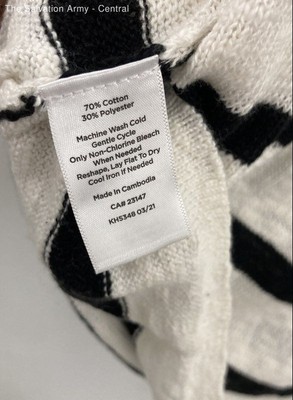 The Salvation Army - Central
70% Cotton
30% Polyester
Machine Wash Cold
Gentle Cycle
Only Non-Chlorine Bleach
When Needed
Reshape, Lay Flat To Dry
Cool Iron If Needed
Made In Cambodia
CA# 23147
KH5348 03/21